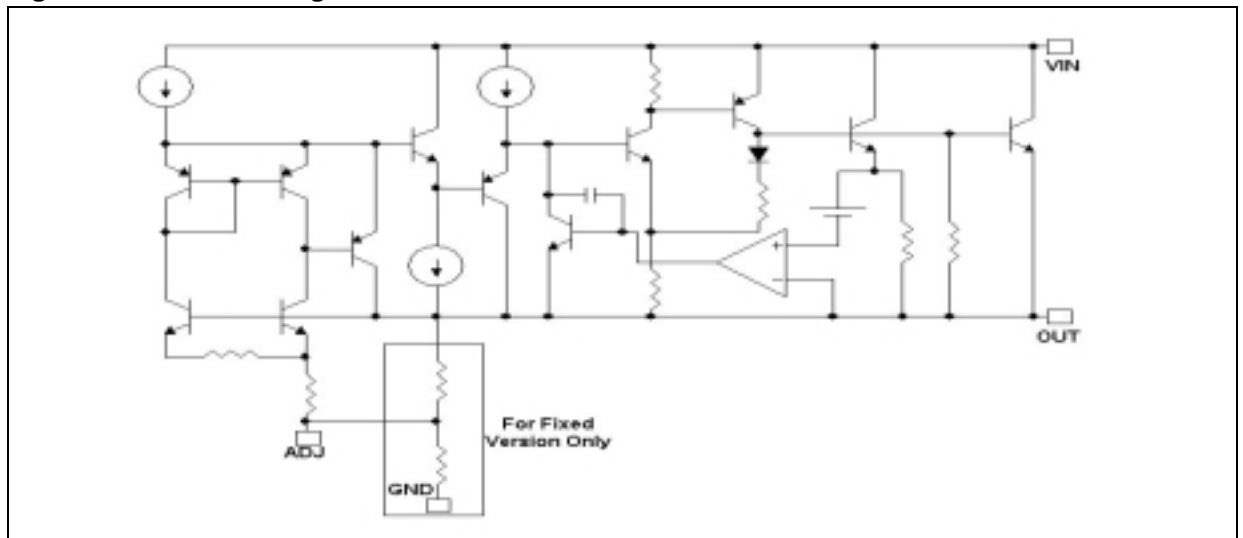 VIN
OUT
For Fixed
Version Only
ADJ
GND
+
−